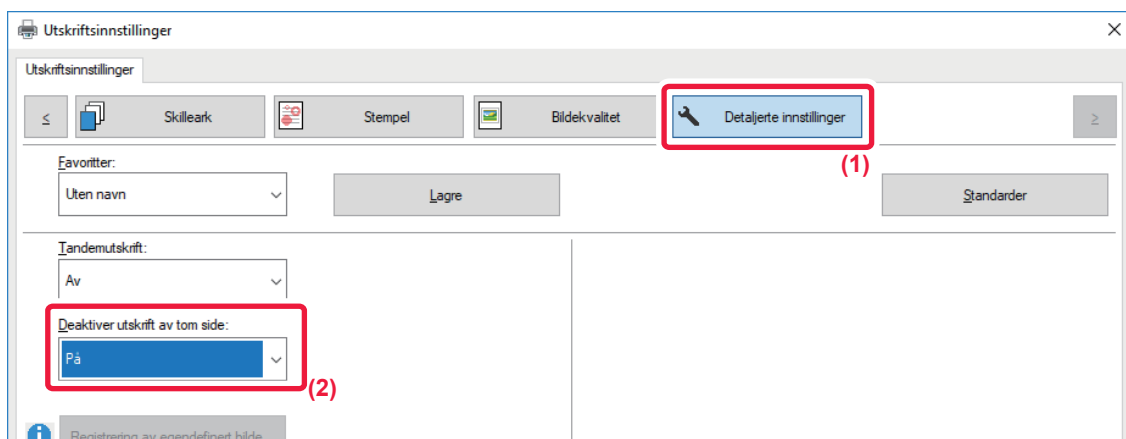 Utskriftsinnstillinger
Utskriftsinnstillinger
< Skilleark Stempel Bildekvalitet Detaljerte innstillinger >
(1)
Favoritter:
Uten navn Lagre Standarder
Tandemutskrift:
Av
Deaktiver utskrift av tom side:
På
(2)
Registrering av egendefinert bilde